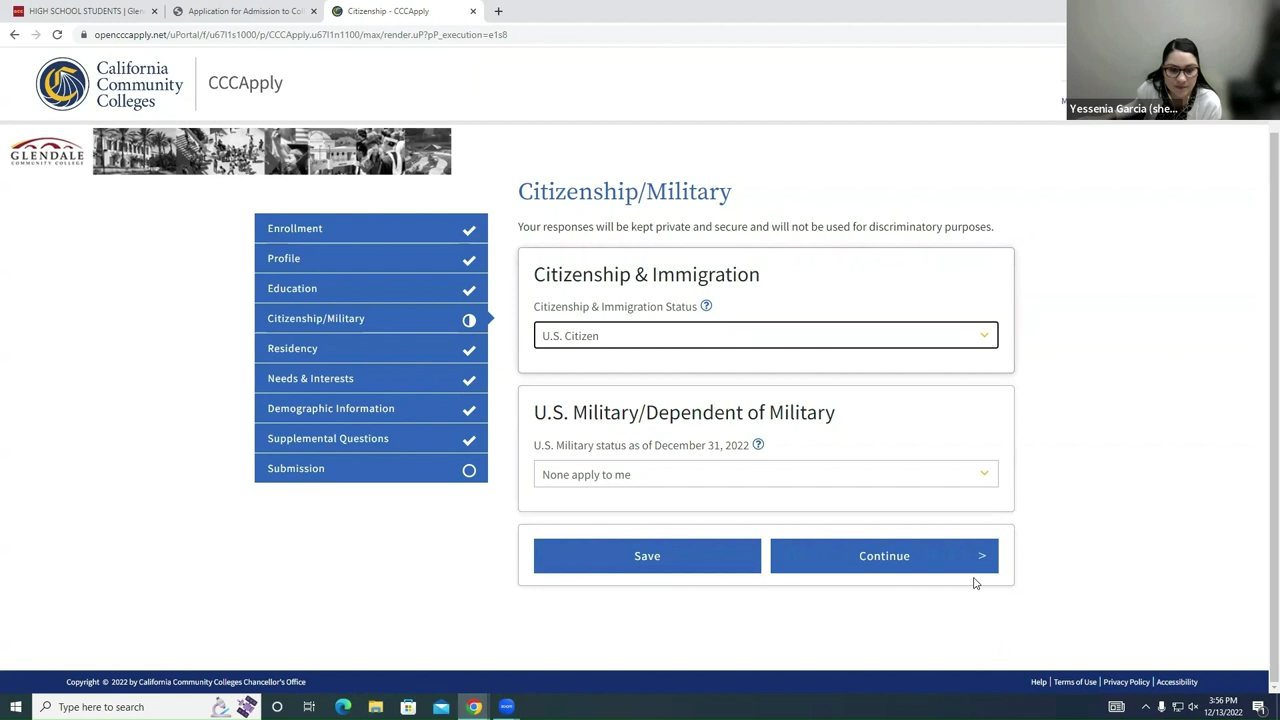 HIGH SCHOOL STUDENTS | Glen
Application for Admission to Coll
Citizenship - CCCApply
opencccapply.net/uPortal/f/u67l1s1000/p/CCCApply.u67l1n1100/max/render.uP?pP_execution=e1s8
California
Community
Colleges
CCCApply
Yessenia Garcia (she...
GLENDALE
COMMUNITY COLLEGE
Citizenship/Military
Your responses will be kept private and secure and will not be used for discriminatory purposes.
Enrollment
Profile
Education
Citizenship/Military
Residency
Needs & Interests
Demographic Information
Supplemental Questions
Submission
Citizenship & Immigration
Citizenship & Immigration Status ?
U.S. Citizen
U.S. Military/Dependent of Military
U.S. Military status as of December 31, 2022 ?
None apply to me
Save
Continue >
Copyright © 2022 by California Community Colleges Chancellor's Office
Help | Terms of Use | Privacy Policy | Accessibility
Type here to search
zoom
3:56 PM
12/13/2022